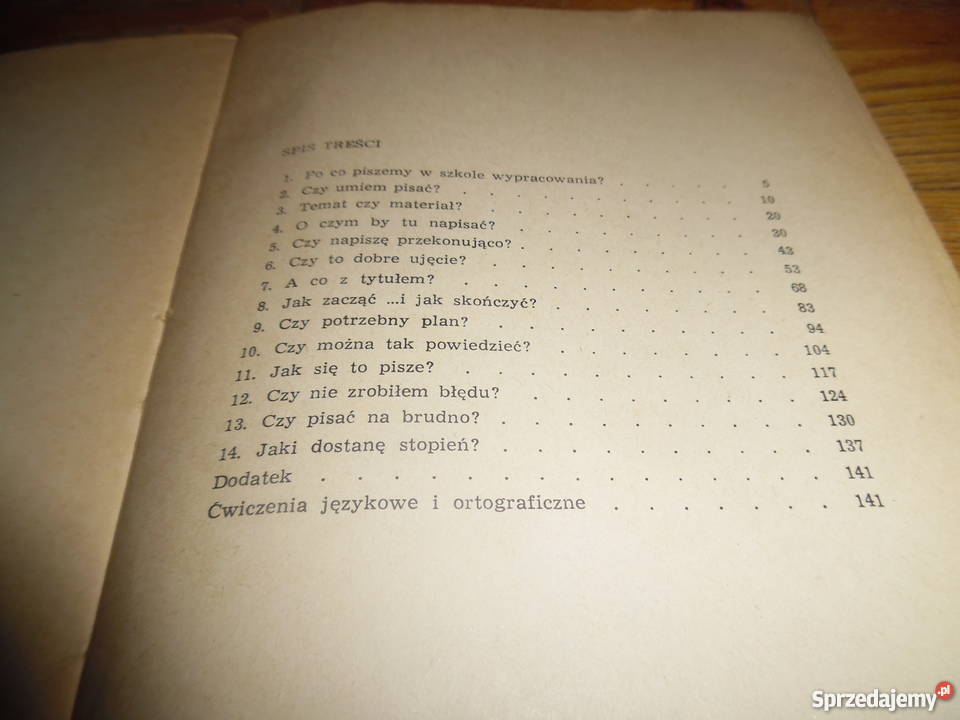 SPIS TREŚCI
1. Po co piszemy w szkole wypracowania? . . . . . 5
2. Czy umiem pisać? . . . . . . . . . . 10
3. Temat czy materiał? . . . . . . . . . 20
4. O czym by tu napisać? . . . . . . . . 30
5. Czy napiszę przekonująco? . . . . . . . . 43
6. Czy to dobre ujęcie? . . . . . . . . . 53
7. A co z tytułem? . . . . . . . . . . 68
8. Jak zacząć ...i jak skończyć? . . . . . . . 83
9. Czy potrzebny plan? . . . . . . . . . 94
10. Czy można tak powiedzieć? . . . . . . . 104
11. Jak się to pisze? . . . . . . . . . . 117
12. Czy nie zrobiłem błędu? . . . . . . . . 124
13. Czy pisać na brudno? . . . . . . . . . 130
14. Jaki dostanę stopień? . . . . . . . . . 137
Dodatek . . . . . . . . . . . . . . 141
Ćwiczenia językowe i ortograficzne . . . . . . . 141
Sprzedajemy.pl